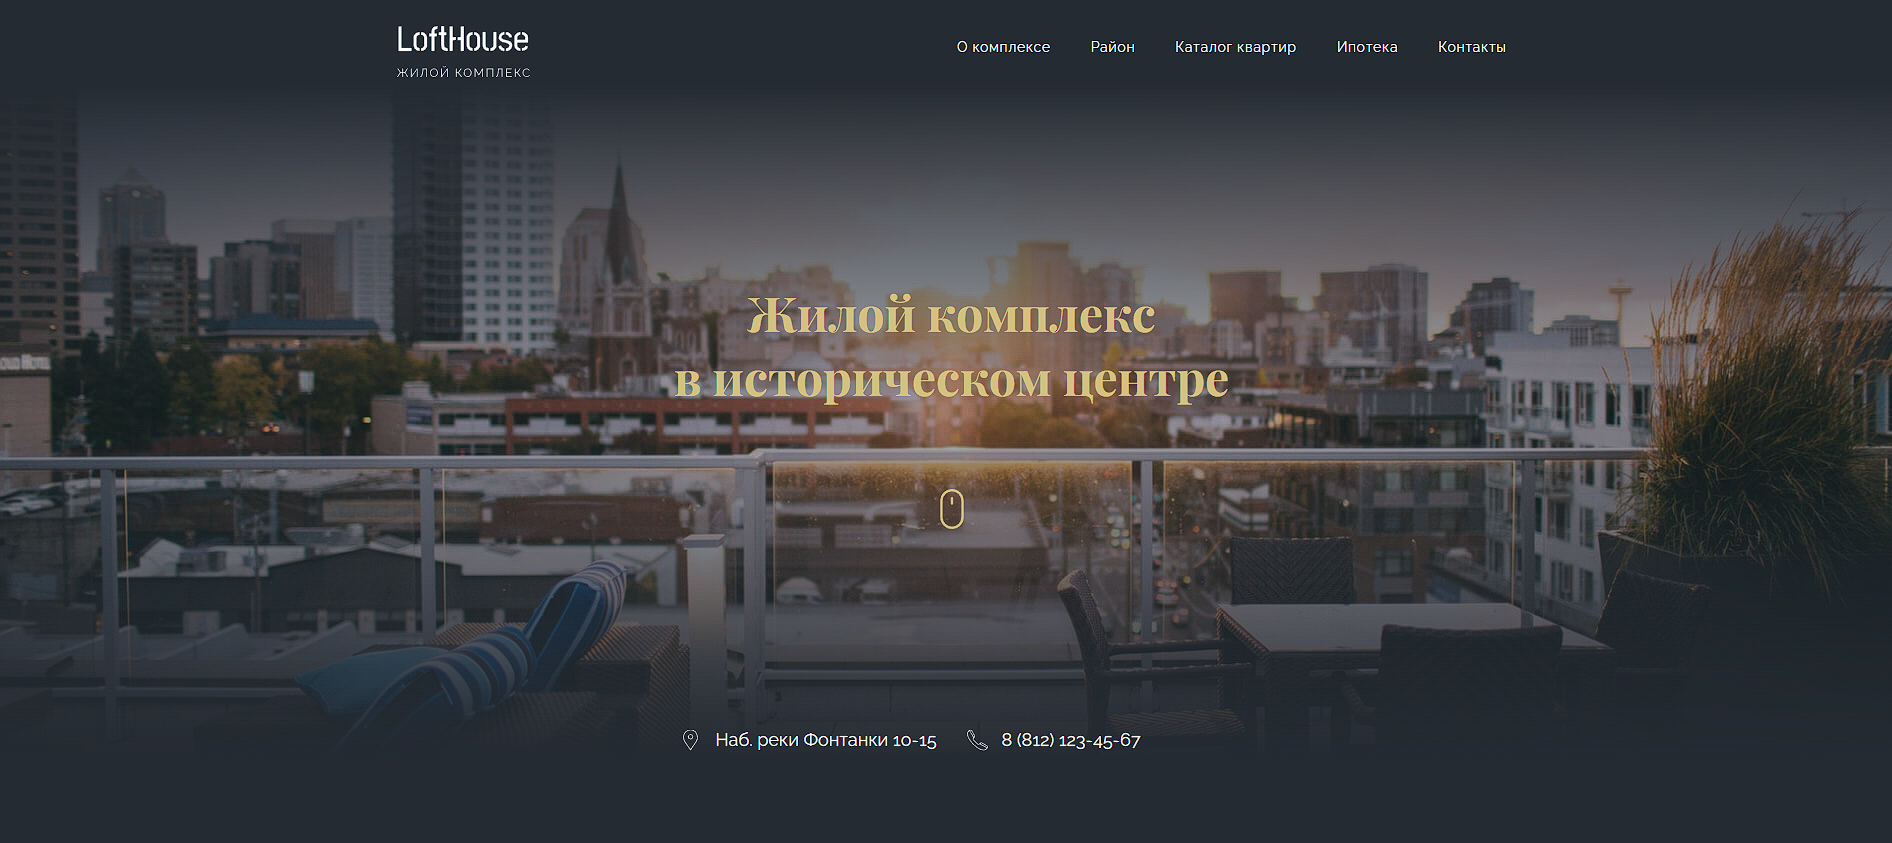 LoftHouse
ЖИЛОЙ КОМПЛЕКС
О комплексе
Район
Каталог квартир
Ипотека
Контакты
Жилой комплекс
в историческом центре
Наб. реки Фонтанки 10-15
8 (812) 123-45-67